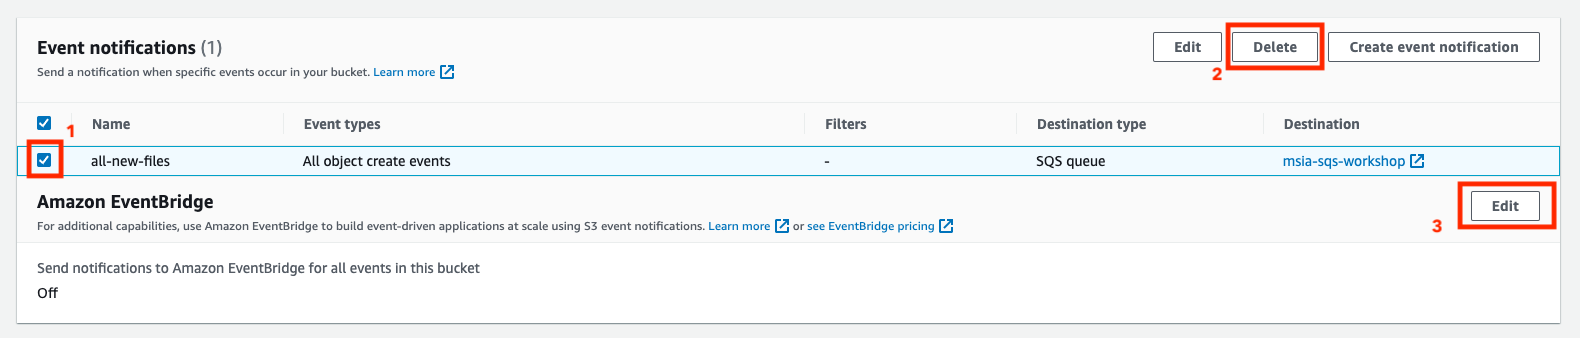 Event notifications (1)
Edit
Delete
Create event notification
Send a notification when specific events occur in your bucket. Learn more
2
1
Name
Event types
Filters
Destination type
Destination
all-new-files
All object create events
-
SQS queue
msia-sqs-workshop
Amazon EventBridge
Edit
For additional capabilities, use Amazon EventBridge to build event-driven applications at scale using S3 event notifications. Learn more or see EventBridge pricing
3
Send notifications to Amazon EventBridge for all events in this bucket
Off